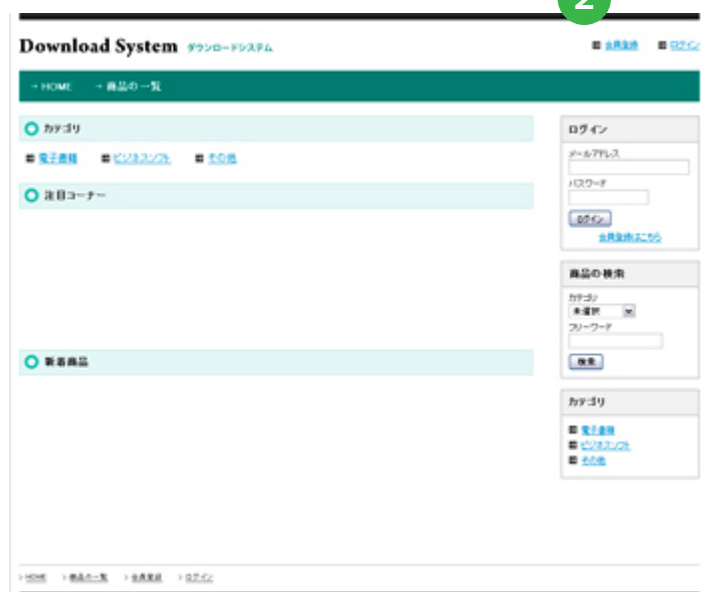 2
Download System ダウンロードシステム
会員登録 ログイン
→ HOME → 商品の一覧
カテゴリ
電子書籍 ビジネスソフト その他
注目コーナー
新着商品
ログイン
メールアドレス
パスワード
ログイン
会員登録はこちら
商品の検索
カテゴリ
未選択
フリーワード
検索
カテゴリ
電子書籍
ビジネスソフト
その他
› HOME › 商品の一覧 › 会員登録 › ログイン